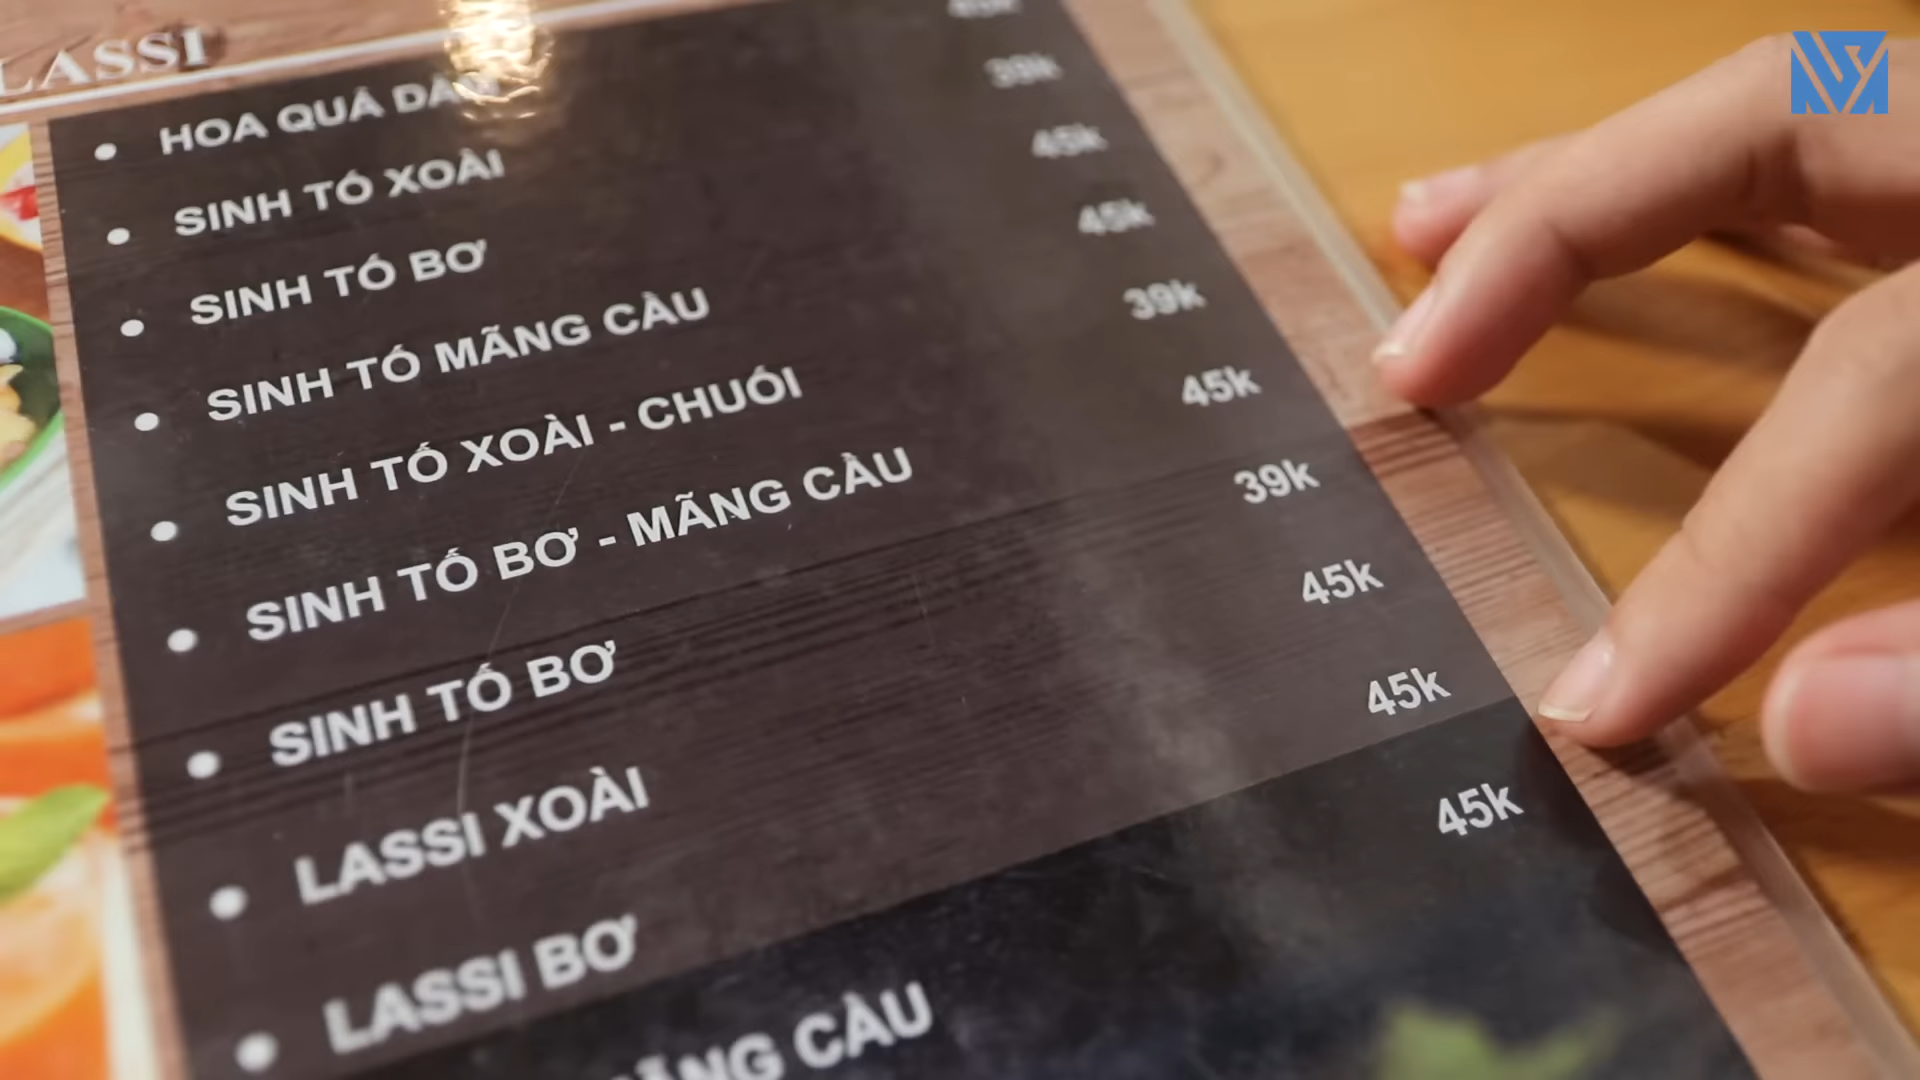 LASSI
HOA QUẢ
SINH TỐ XOÀI 39k
SINH TỐ BƠ 45k
SINH TỐ MÃNG CẦU 45k
SINH TỐ XOÀI - CHUỐI 39k
SINH TỐ BƠ - MÃNG CẦU 45k
SINH TỐ BƠ 39k
LASSI XOÀI 45k
LASSI BƠ 45k
CẦU 45k